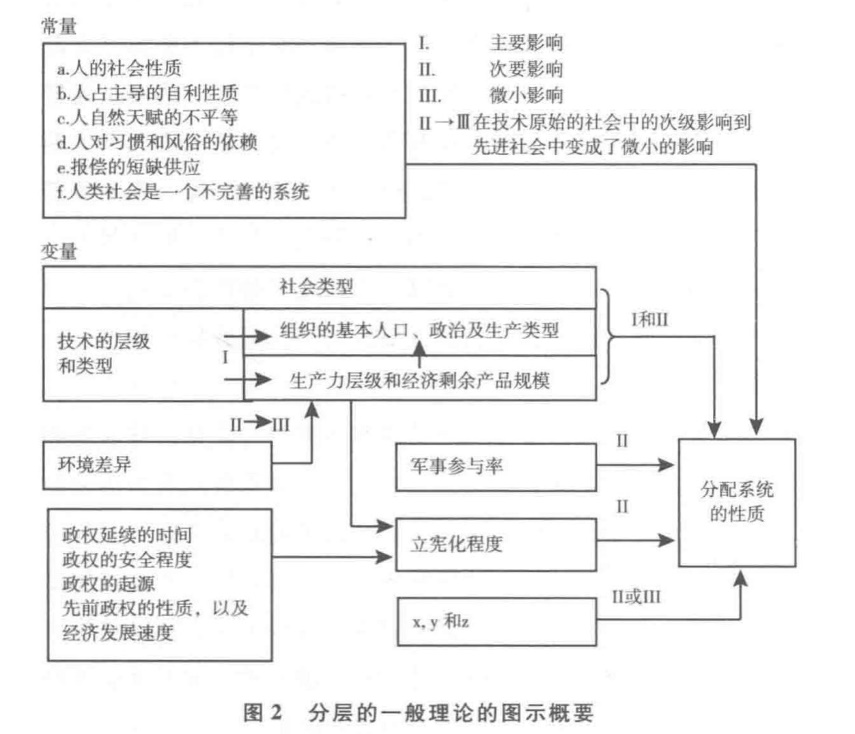 常量
a.人的社会性质
b.人占主导的自利性质
c.人自然天赋的不平等
d.人对习惯和风俗的依赖
e.报偿的短缺供应
f.人类社会是一个不完善的系统
I. 主要影响
II. 次要影响
III. 微小影响
II→III在技术原始的社会中的次级影响到
先进社会中变成了微小的影响
变量
社会类型
技术的层级
和类型
I
组织的基本人口、政治及生产类型
生产力层级和经济剩余产品规模
I和II
II→III
环境差异
军事参与率
II
分配系统
的性质
政权延续的时间
政权的安全程度
政权的起源
先前政权的性质，以及
经济发展速度
立宪化程度
II
x, y 和z
II或III
图 2 分层的一般理论的图示概要